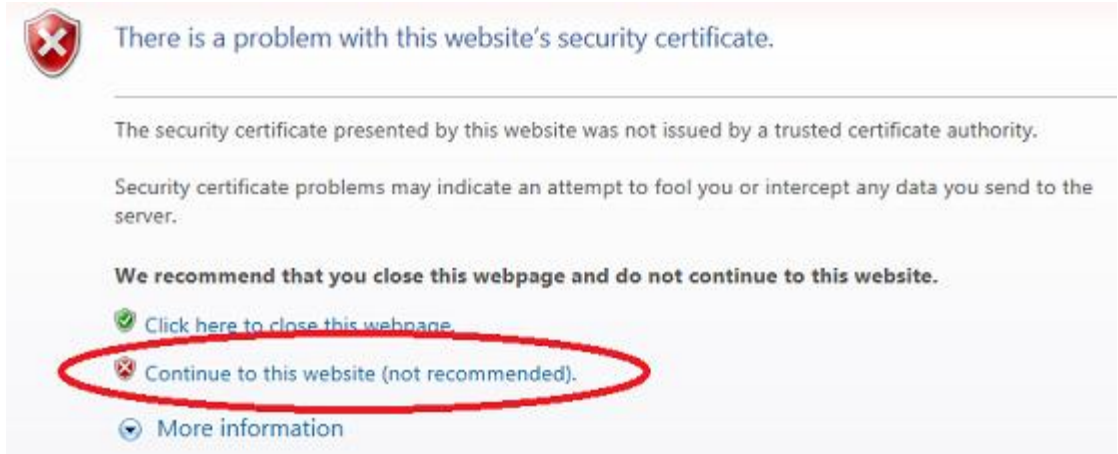 There is a problem with this website's security certificate.
The security certificate presented by this website was not issued by a trusted certificate authority.
Security certificate problems may indicate an attempt to fool you or intercept any data you send to the
server.
We recommend that you close this webpage and do not continue to this website.
Click here to close this webpage.
Continue to this website (not recommended).
More information